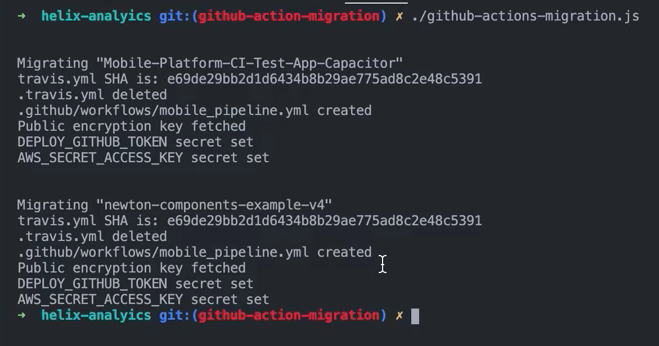 ➜  helix-analyics git:(github-action-migration) ✗ ./github-actions-migration.js
Migrating "Mobile-Platform-CI-Test-App-Capacitor"
travis.yml SHA is: e69de29bb2d1d6434b8b29ae775ad8c2e48c5391
.travis.yml deleted
.github/workflows/mobile_pipeline.yml created
Public encryption key fetched
DEPLOY_GITHUB_TOKEN secret set
AWS_SECRET_ACCESS_KEY secret set
Migrating "newton-components-example-v4"
travis.yml SHA is: e69de29bb2d1d6434b8b29ae775ad8c2e48c5391
.travis.yml deleted
.github/workflows/mobile_pipeline.yml created
Public encryption key fetched
DEPLOY_GITHUB_TOKEN secret set
AWS_SECRET_ACCESS_KEY secret set
➜  helix-analyics git:(github-action-migration) ✗